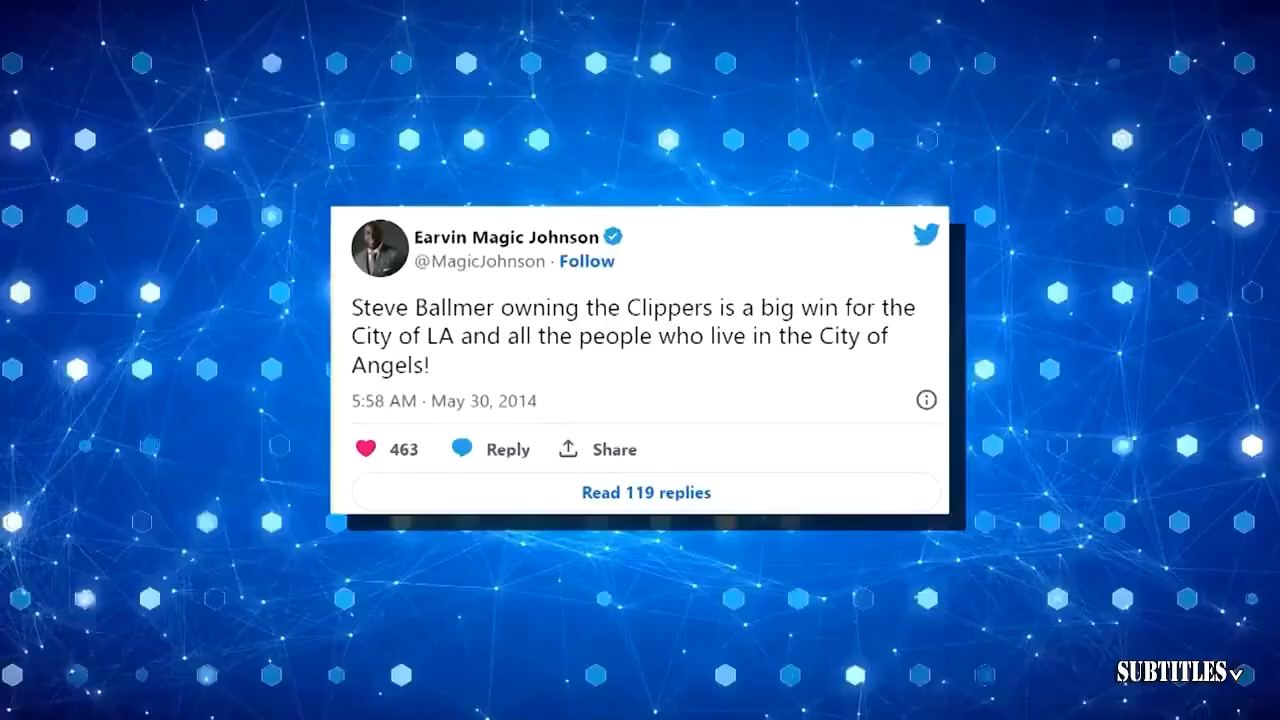 Earvin Magic Johnson
@MagicJohnson · Follow
Steve Ballmer owning the Clippers is a big win for the
City of LA and all the people who live in the City of
Angels!
5:58 AM · May 30, 2014
463 Reply Share
Read 119 replies
SUBTITLES